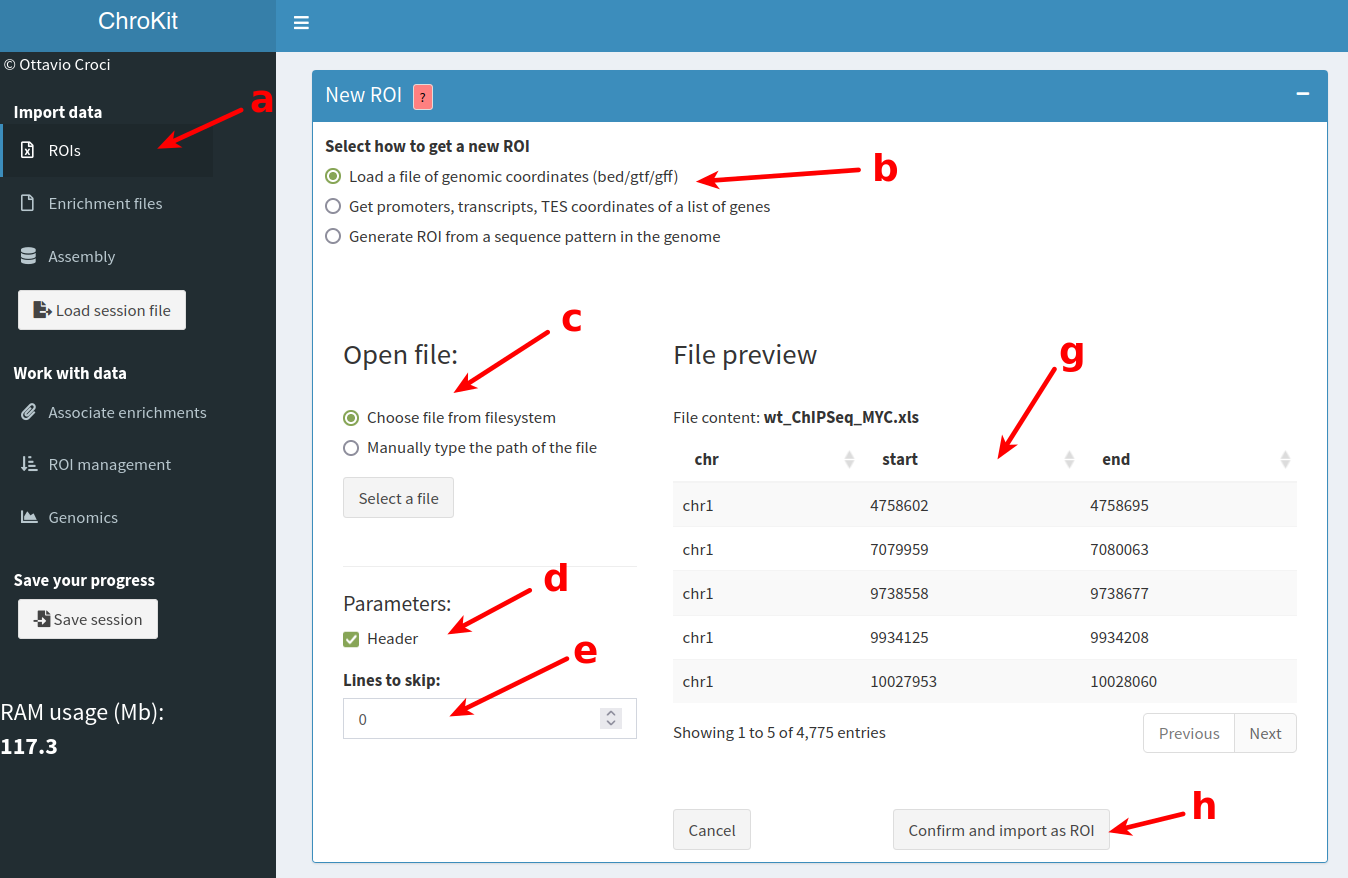 ChroKit
© Ottavio Croci
Import data
a
ROIs
Enrichment files
Assembly
Load session file
Work with data
Associate enrichments
ROI management
Genomics
Save your progress
Save session
RAM usage (Mb):
117.3
New ROI ?
Select how to get a new ROI
Load a file of genomic coordinates (bed/gtf/gff)
b
Get promoters, transcripts, TES coordinates of a list of genes
Generate ROI from a sequence pattern in the genome
c
Open file:
Choose file from filesystem
Manually type the path of the file
Select a file
d
Parameters:
Header
e
Lines to skip:
0
File preview
g
File content: wt_ChIPSeq_MYC.xls
chr start end
chr1 4758602 4758695
chr1 7079959 7080063
chr1 9738558 9738677
chr1 9934125 9934208
chr1 10027953 10028060
Showing 1 to 5 of 4,775 entries
Previous Next
h
Cancel Confirm and import as ROI